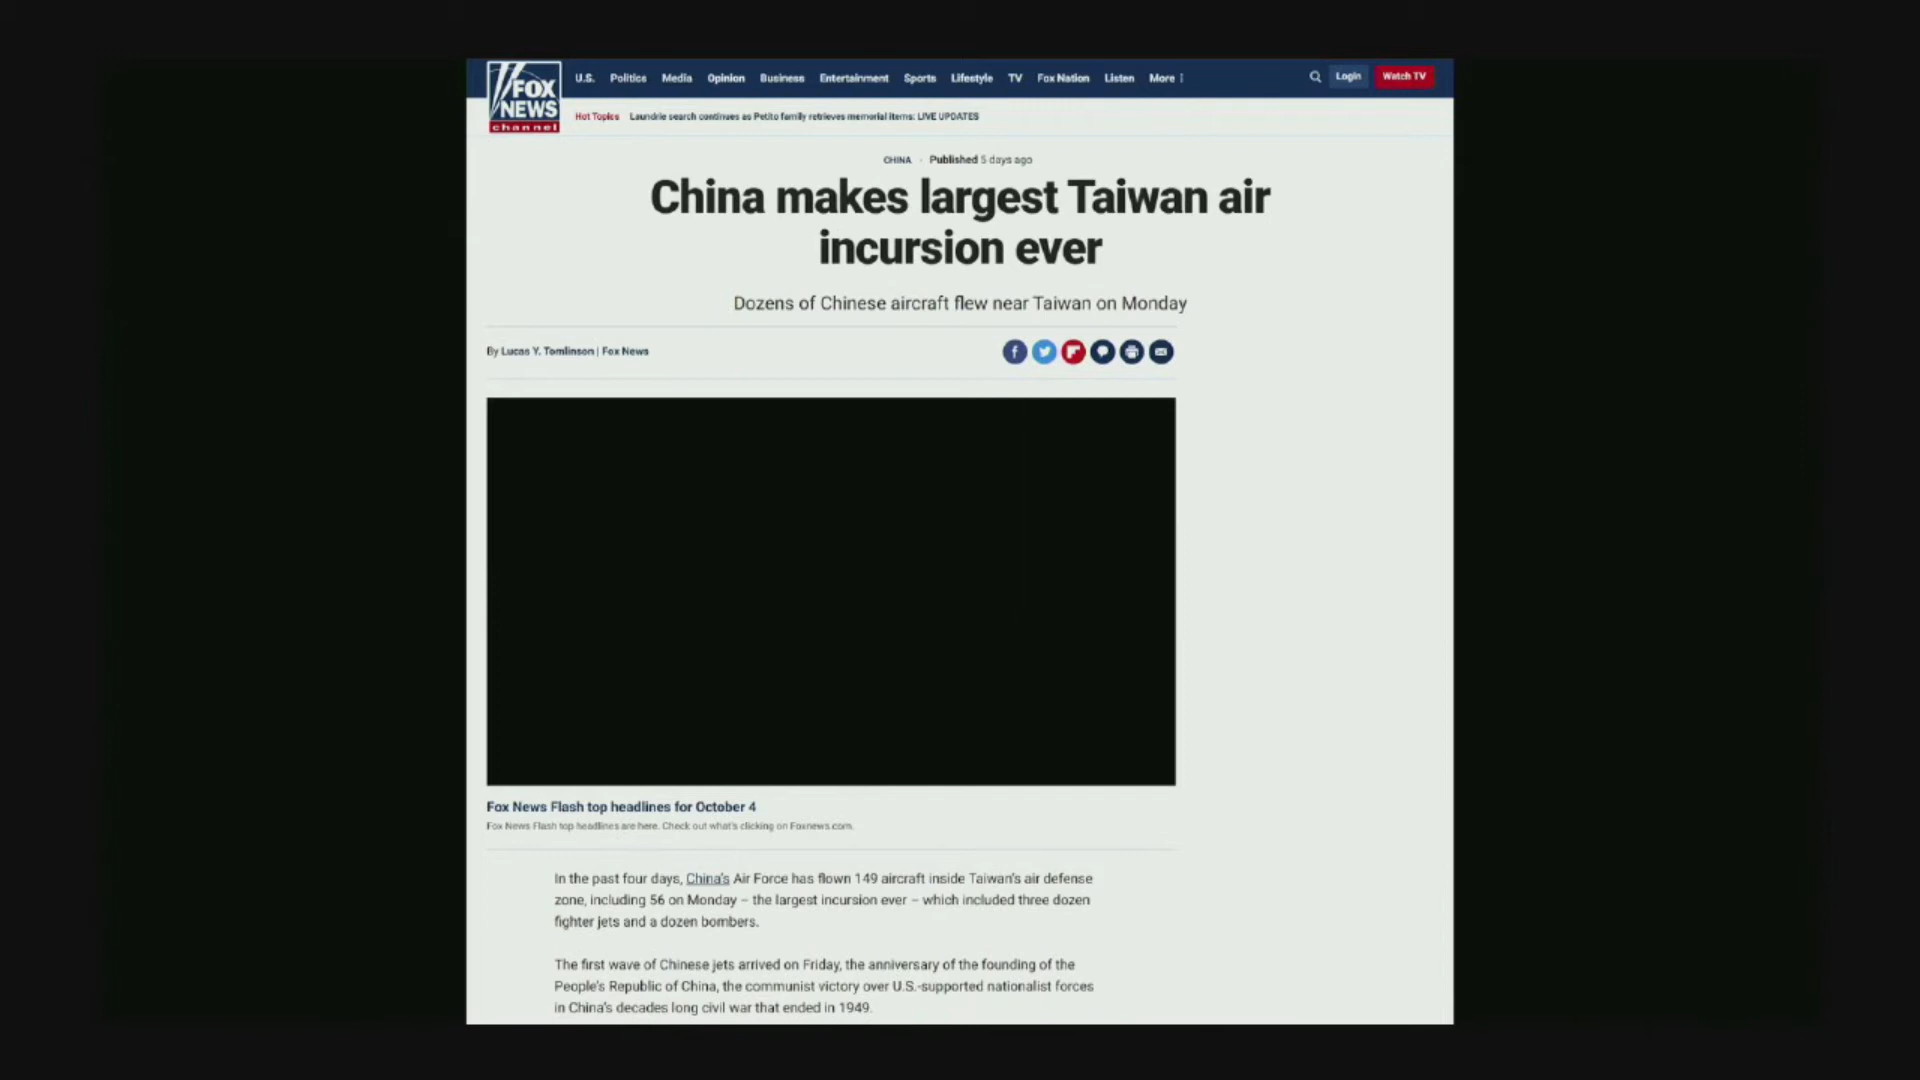 FOX
NEWS
channel
U.S. Politics Media Opinion Business Entertainment Sports Lifestyle TV Fox Nation Listen More Login Watch TV
Hot Topics Laundrie search continues as Petito family retrieves memorial items: LIVE UPDATES
CHINA · Published 5 days ago
China makes largest Taiwan air
incursion ever
Dozens of Chinese aircraft flew near Taiwan on Monday
By Lucas Y. Tomlinson | Fox News
Fox News Flash top headlines for October 4
Fox News Flash top headlines are here. Check out what's clicking on Foxnews.com.
In the past four days, China's Air Force has flown 149 aircraft inside Taiwan's air defense
zone, including 56 on Monday – the largest incursion ever – which included three dozen
fighter jets and a dozen bombers.
The first wave of Chinese jets arrived on Friday, the anniversary of the founding of the
People's Republic of China, the communist victory over U.S.-supported nationalist forces
in China's decades long civil war that ended in 1949.